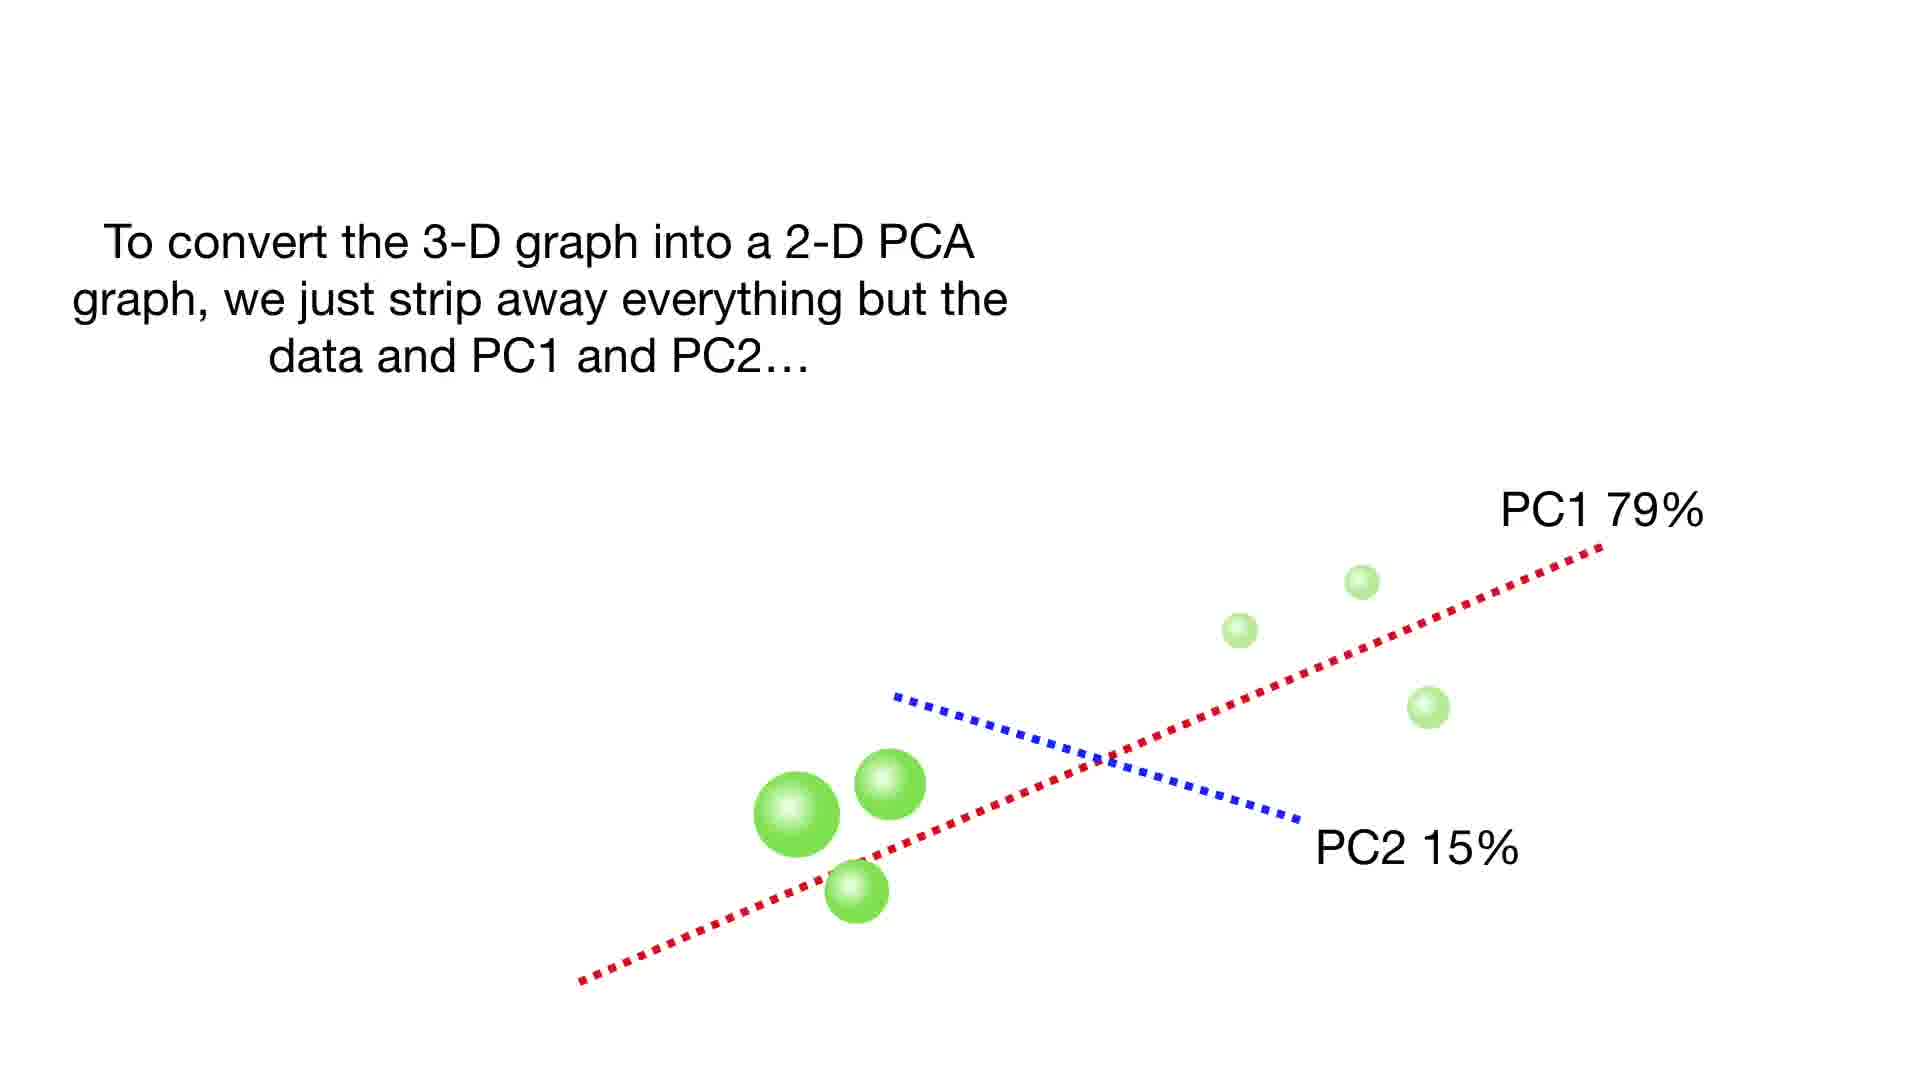 To convert the 3-D graph into a 2-D PCA
graph, we just strip away everything but the
data and PC1 and PC2…
PC1 79%
PC2 15%